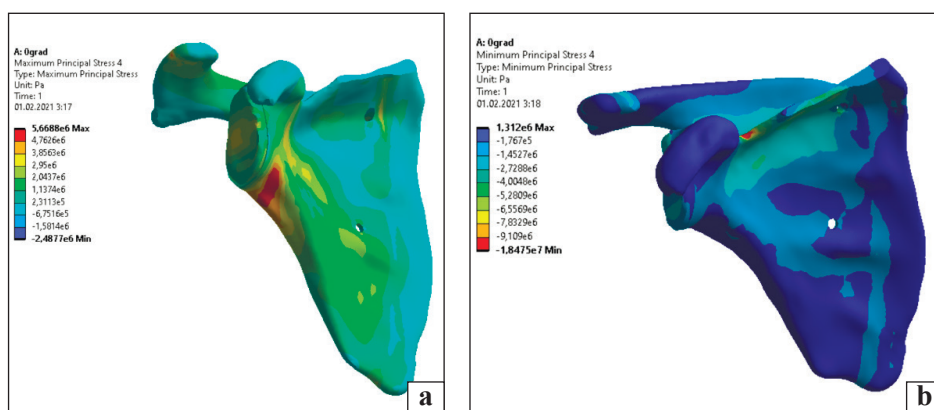 A: 0grad
Maximum Principal Stress 4
Type: Maximum Principal Stress
Unit: Pa
Time: 1
01.02.2021 3:17
5,6688e6 Max
4,7626e6
3,8563e6
2,95e6
2,0437e6
1,1374e6
2,3113e5
-6,7516e5
-1,5814e6
-2,4877e6 Min
a
A: 0grad
Minimum Principal Stress 4
Type: Minimum Principal Stress
Unit: Pa
Time: 1
01.02.2021 3:18
1,312e6 Max
-1,767e5
-1,4527e6
-2,7288e6
-4,0048e6
-5,2809e6
-6,5569e6
-7,8329e6
-9,109e6
-1,8475e7 Min
b